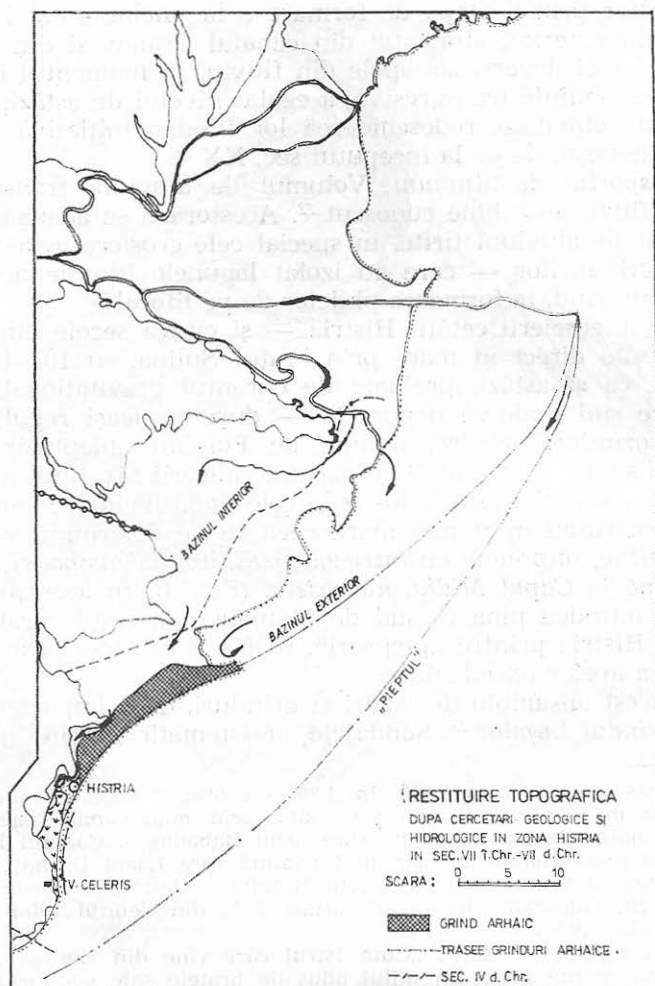 BAZINUL INTERIOR
BAZINUL EXTERIOR
PIEPTUL
HISTRIA
V-CELERIS
RESTITUIRE TOPOGRAFICA
DUPA CERCETARI GEOLOGICE SI
HIDROLOGICE IN ZONA HISTRIA
IN SEC. VII Î.Chr.-VII d. Chr.
SCARA: 0 5 10
GRIND ARHAIC
TRASEE GRINDURI ARHAICE
SEC. IV d. Chr.